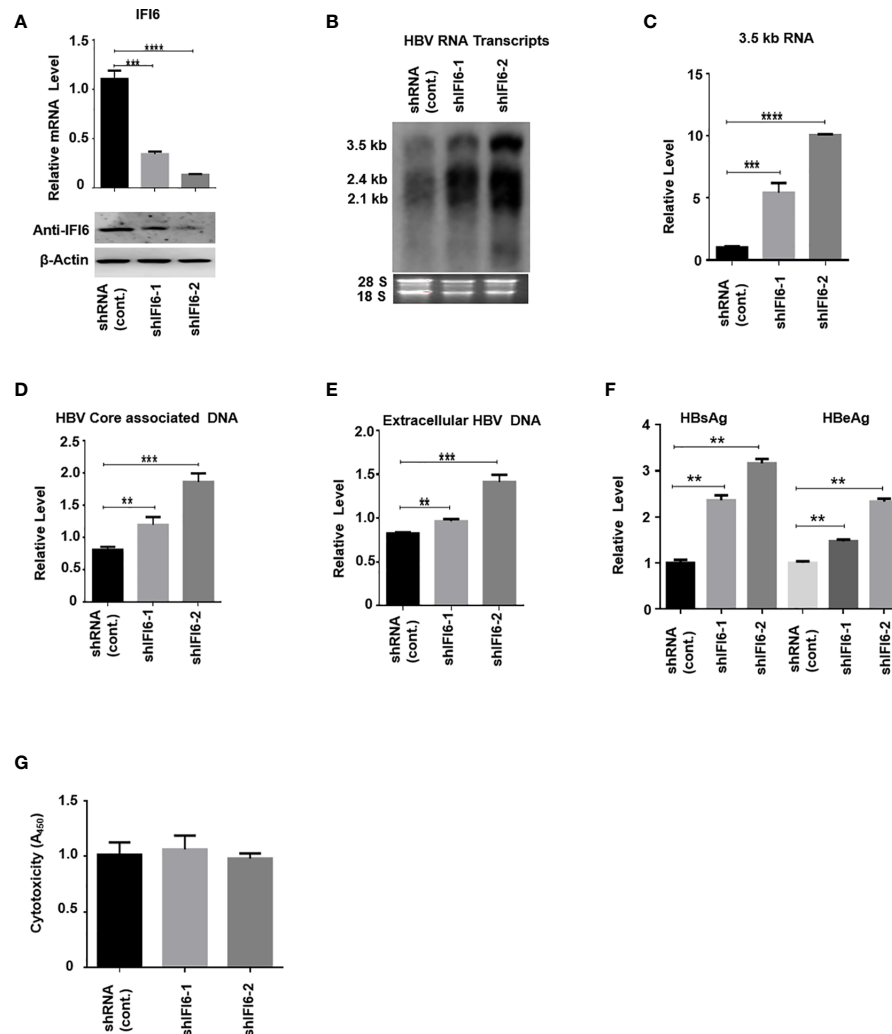 A
IFI6
Relative mRNA Level
1.5
1.0
0.5
0
****
***
Anti-IFI6
β-Actin
shRNA
(cont.)
shIFI6-1
shIFI6-2
B
HBV RNA Transcripts
shRNA
(cont.)
shIFI6-1
shIFI6-2
3.5 kb
2.4 kb
2.1 kb
28 S
18 S
C
3.5 kb RNA
Relative Level
15
10
5
0
****
***
shRNA
(cont.)
shIFI6-1
shIFI6-2
D
HBV Core associated DNA
Relative Level
2.5
2.0
1.5
1.0
0.5
0
***
**
shRNA
(cont.)
shIFI6-1
shIFI6-2
E
Extracellular HBV DNA
Relative Level
2.0
1.5
1.0
0.5
0
***
**
shRNA
(cont.)
shIFI6-1
shIFI6-2
F
HBsAg
HBeAg
Relative Level
4
3
2
1
0
**
**
**
**
shRNA
(cont.)
shIFI6-1
shIFI6-2
shRNA
(cont.)
shIFI6-1
shIFI6-2
G
Cytotoxicity (A₄₅₀)
1.5
1.0
0.5
0
shRNA
(cont.)
shIFI6-1
shIFI6-2